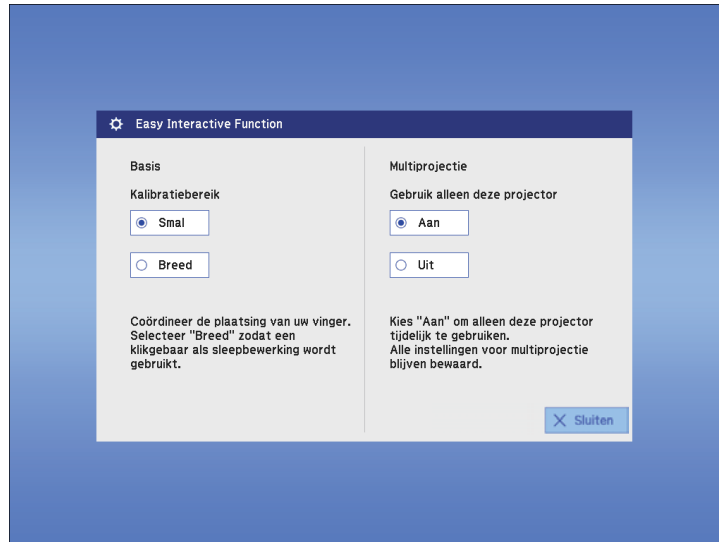 Easy Interactive Function
Basis
Kalibratiebereik
Smal
Breed
Coördineer de plaatsing van uw vinger.
Selecteer "Breed" zodat een
klikgebaar als sleepbewerking wordt
gebruikt.
Multiprojectie
Gebruik alleen deze projector
Aan
Uit
Kies "Aan" om alleen deze projector
tijdelijk te gebruiken.
Alle instellingen voor multiprojectie
blijven bewaard.
Sluiten